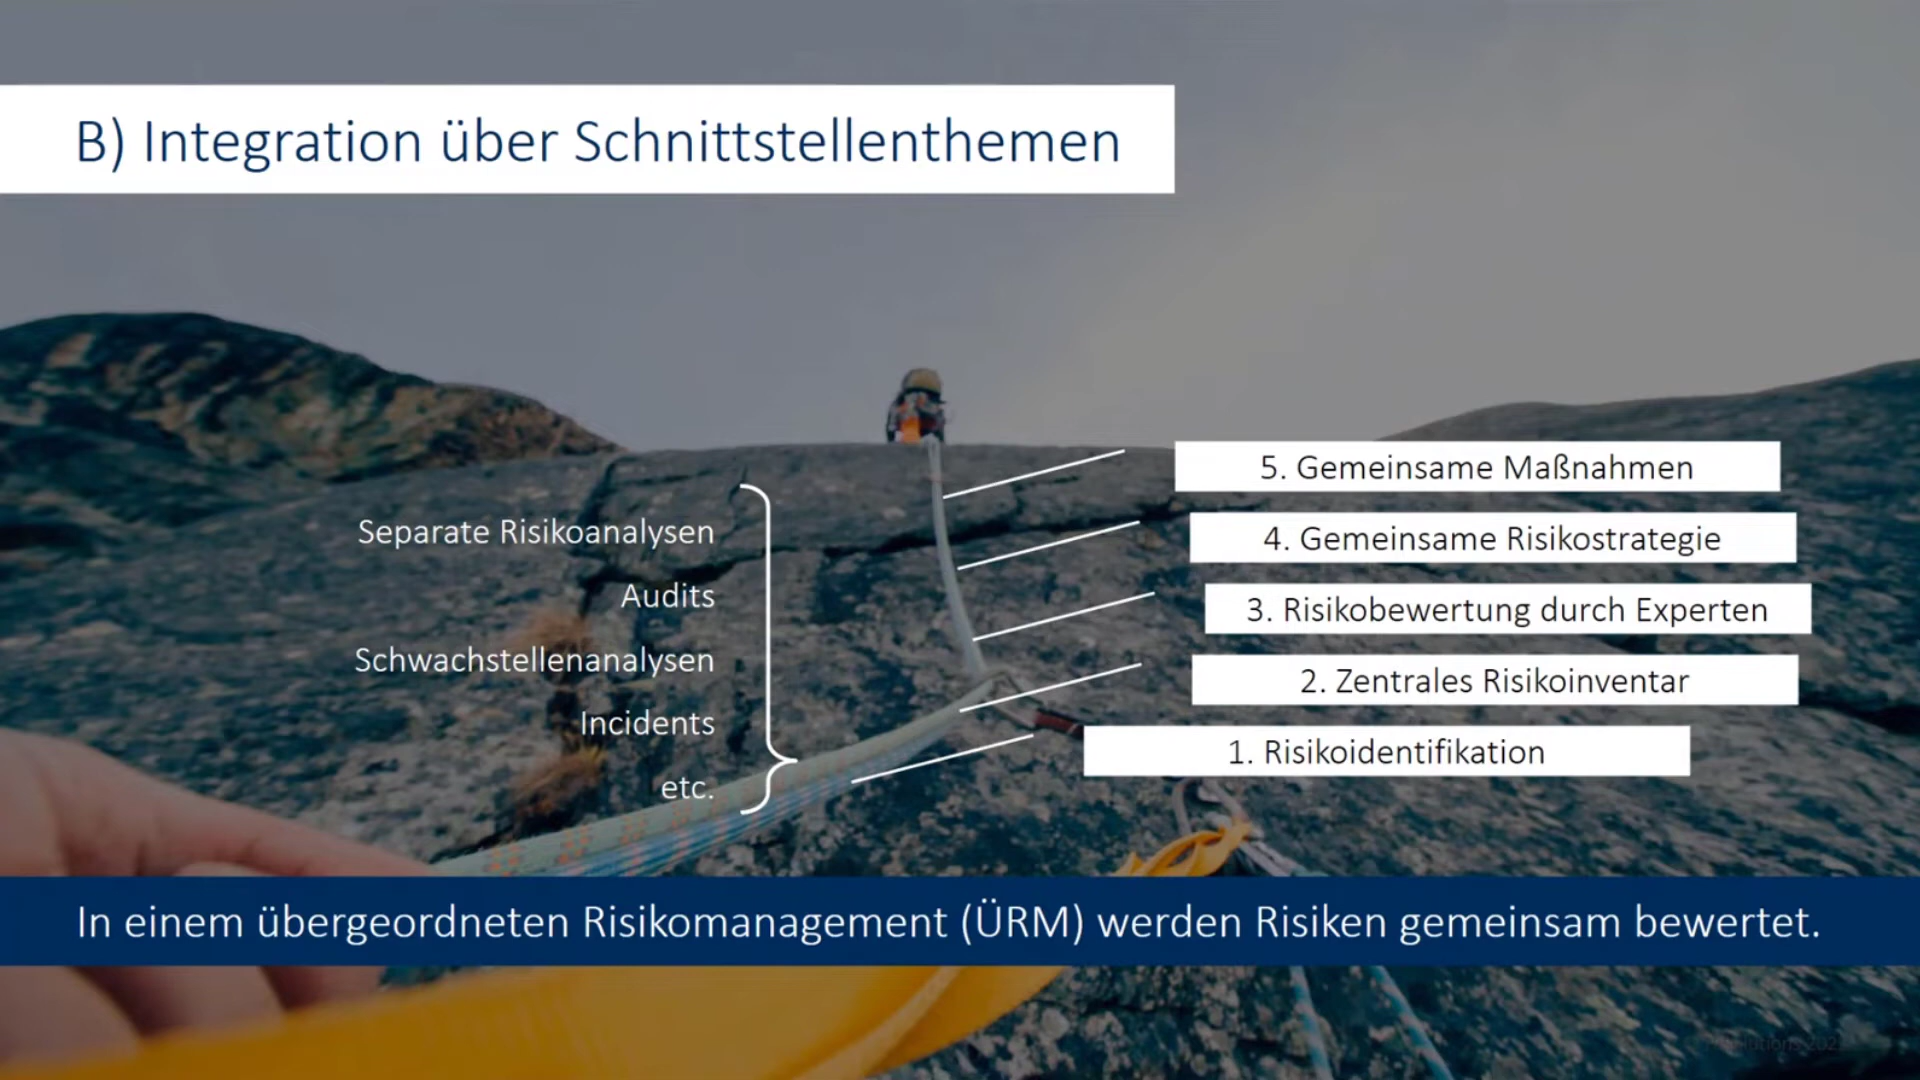 B) Integration über Schnittstellenthemen
Separate Risikoanalysen
Audits
Schwachstellenanalysen
Incidents
etc.
5. Gemeinsame Maßnahmen
4. Gemeinsame Risikostrategie
3. Risikobewertung durch Experten
2. Zentrales Risikoinventar
1. Risikoidentifikation
In einem übergeordneten Risikomanagement (ÜRM) werden Risiken gemeinsam bewertet.